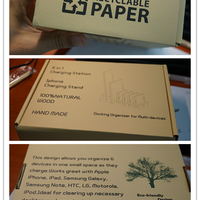 RECYCLABLE
PAPER
6 in 1
Charging Station
Iphone
Charging Stand
100%NATURAL
WOOD
HAND MADE
Docking Organizer for Multi-devices
This design allows you organize 6
devices in one small space as they
charge.Works great with Apple
iPhone, iPad, Samsung Galaxy,
Samsung Note, HTC, LG, Motorola,
iPod.Ideal for clearing up necessary
Eco-Friendly
Design